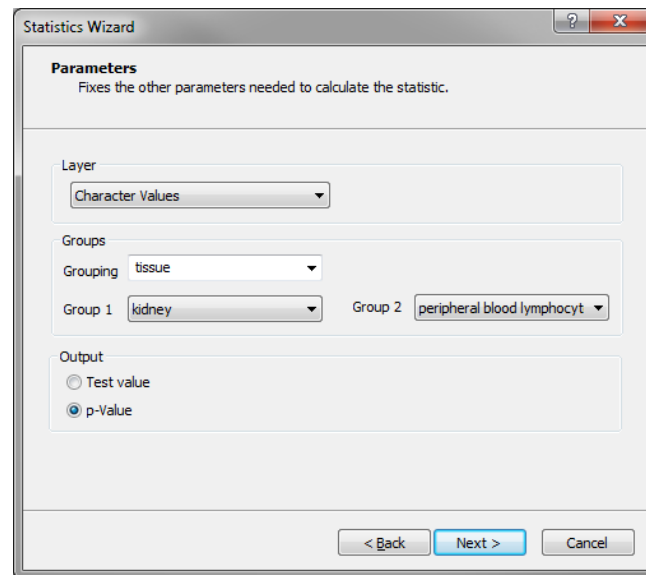 Statistics Wizard
?
Parameters
Fixes the other parameters needed to calculate the statistic.
Layer
Character Values
Groups
Grouping tissue
Group 1 kidney Group 2 peripheral blood lymphocyt
Output
Test value
p-Value
< Back Next > Cancel